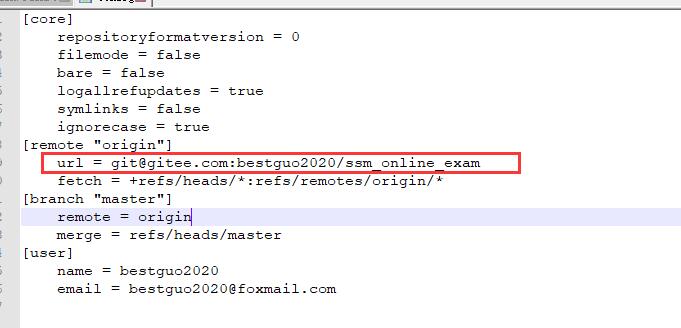 [core]
repositoryformatversion = 0
filemode = false
bare = false
logallrefupdates = true
symlinks = false
ignorecase = true
[remote "origin"]
url = git@gitee.com:bestguo2020/ssm_online_exam
fetch = +refs/heads/*:refs/remotes/origin/*
[branch "master"]
remote = origin
merge = refs/heads/master
[user]
name = bestguo2020
email = bestguo2020@foxmail.com